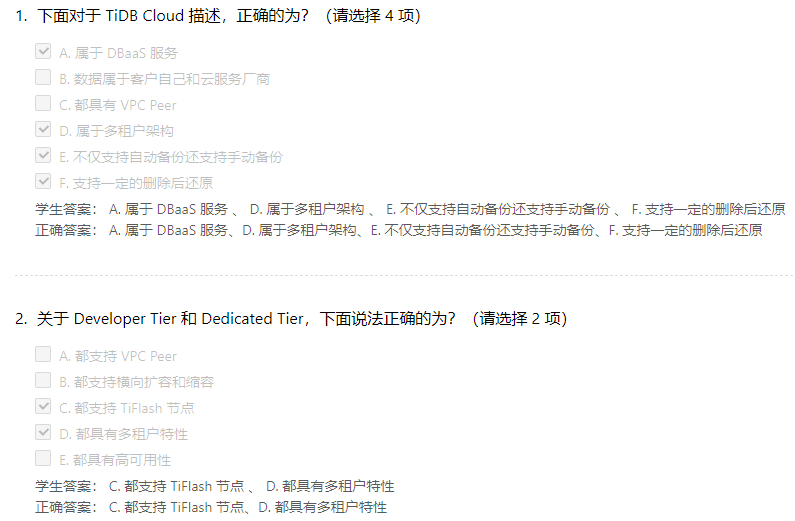 1. 下面对于 TiDB Cloud 描述，正确的为？（请选择 4 项）
A. 属于 DBaaS 服务
B. 数据属于客户自己和云服务厂商
C. 都具有 VPC Peer
D. 属于多租户架构
E. 不仅支持自动备份还支持手动备份
F. 支持一定的删除后还原
学生答案： A. 属于 DBaaS 服务 、 D. 属于多租户架构 、 E. 不仅支持自动备份还支持手动备份 、 F. 支持一定的删除后还原
正确答案： A. 属于 DBaaS 服务、D. 属于多租户架构、E. 不仅支持自动备份还支持手动备份、F. 支持一定的删除后还原
2. 关于 Developer Tier 和 Dedicated Tier，下面说法正确的为？（请选择 2 项）
A. 都支持 VPC Peer
B. 都支持横向扩容和缩容
C. 都支持 TiFlash 节点
D. 都具有多租户特性
E. 都具有高可用性
学生答案： C. 都支持 TiFlash 节点 、 D. 都具有多租户特性
正确答案： C. 都支持 TiFlash 节点、D. 都具有多租户特性